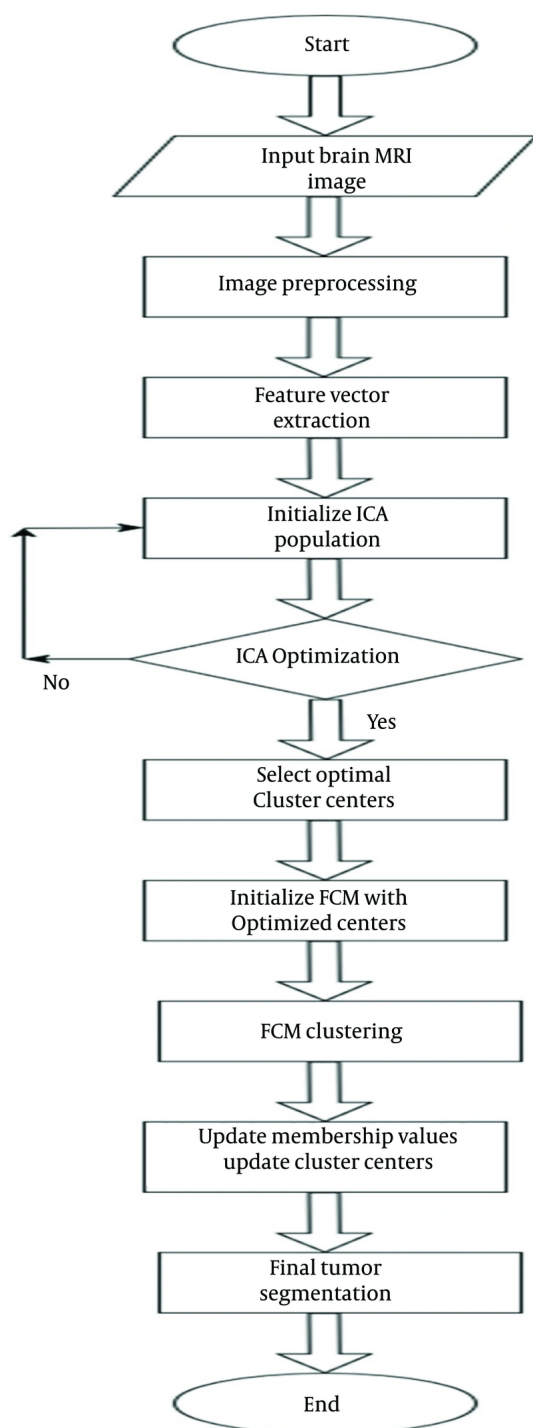 Start
Input brain MRI
image
Image preprocessing
Feature vector
extraction
Initialize ICA
population
ICA Optimization
No
Yes
Select optimal
Cluster centers
Initialize FCM with
Optimized centers
FCM clustering
Update membership values
update cluster centers
Final tumor
segmentation
End